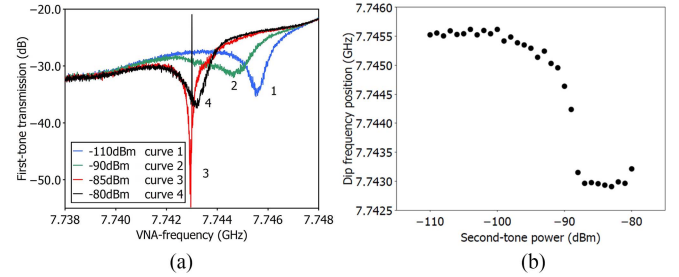 (a)
First-tone transmission (dB)
-20.0
-30.0
-40.0
-50.0
1
2
4
3
-110dBm curve 1
-90dBm curve 2
-85dBm curve 3
-80dBm curve 4
7.738 7.740 7.742 7.744 7.746 7.748
VNA-frequency (GHz)
(a)
(b)
Dip frequency position (GHz)
7.7460
7.7455
7.7450
7.7445
7.7440
7.7435
7.7430
7.7425
−110 −100 −90 −80
Second-tone power (dBm)
(b)